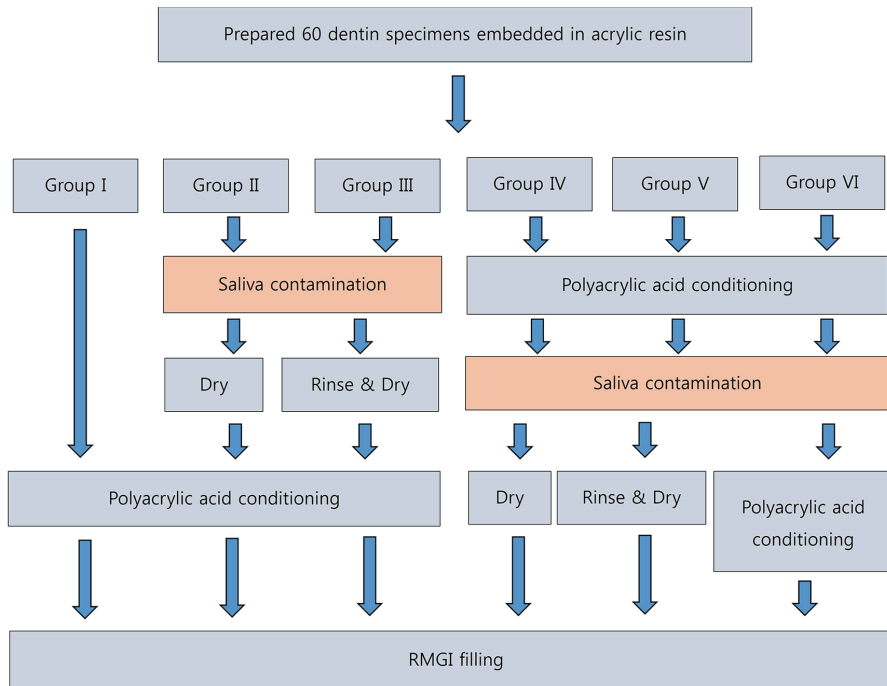 Prepared 60 dentin specimens embedded in acrylic resin
Group Ⅰ
Group Ⅱ
Group Ⅲ
Group Ⅳ
Group Ⅴ
Group Ⅵ
Saliva contamination
Polyacrylic acid conditioning
Dry
Rinse & Dry
Saliva contamination
Polyacrylic acid conditioning
Dry
Rinse & Dry
Polyacrylic acid
conditioning
RMGI filling